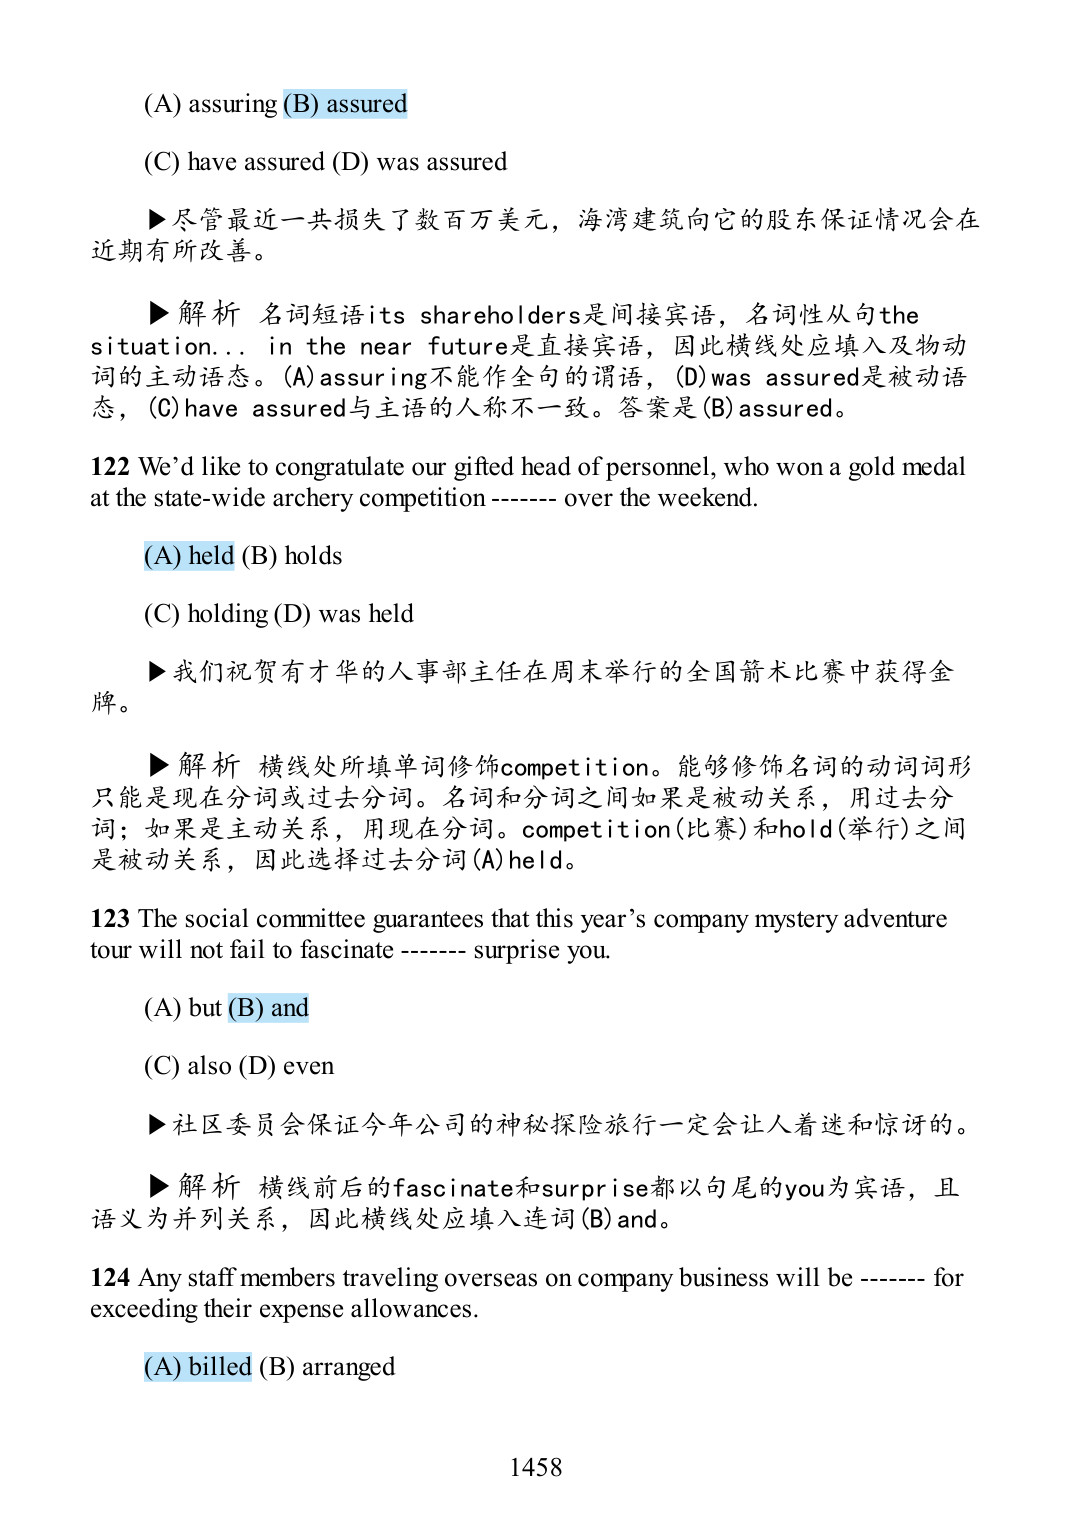 (A) assuring (B) assured
(C) have assured (D) was assured
▶尽管最近一共损失了数百万美元，海湾建筑向它的股东保证情况会在
近期有所改善。
▶解析 名词短语its shareholders是间接宾语，名词性从句the
situation... in the near future是直接宾语，因此横线处应填入及物动
词的主动语态。(A)assuring不能作全句的谓语，(D)was assured是被动语
态，(C)have assured与主语的人称不一致。答案是(B)assured。
122 We’d like to congratulate our gifted head of personnel, who won a gold medal
at the state-wide archery competition ------- over the weekend.
(A) held (B) holds
(C) holding (D) was held
▶我们祝贺有才华的人事部主任在周末举行的全国箭术比赛中获得金
牌。
▶解析 横线处所填单词修饰competition。能够修饰名词的动词词形
只能是现在分词或过去分词。名词和分词之间如果是被动关系，用过去分
词；如果是主动关系，用现在分词。competition(比赛)和hold(举行)之间
是被动关系，因此选择过去分词(A)held。
123 The social committee guarantees that this year’s company mystery adventure
tour will not fail to fascinate ------- surprise you.
(A) but (B) and
(C) also (D) even
▶社区委员会保证今年公司的神秘探险旅行一定会让人着迷和惊讶的。
▶解析 横线前后的fascinate和surprise都以句尾的you为宾语，且
语义为并列关系，因此横线处应填入连词(B)and。
124 Any staff members traveling overseas on company business will be ------- for
exceeding their expense allowances.
(A) billed (B) arranged
1458